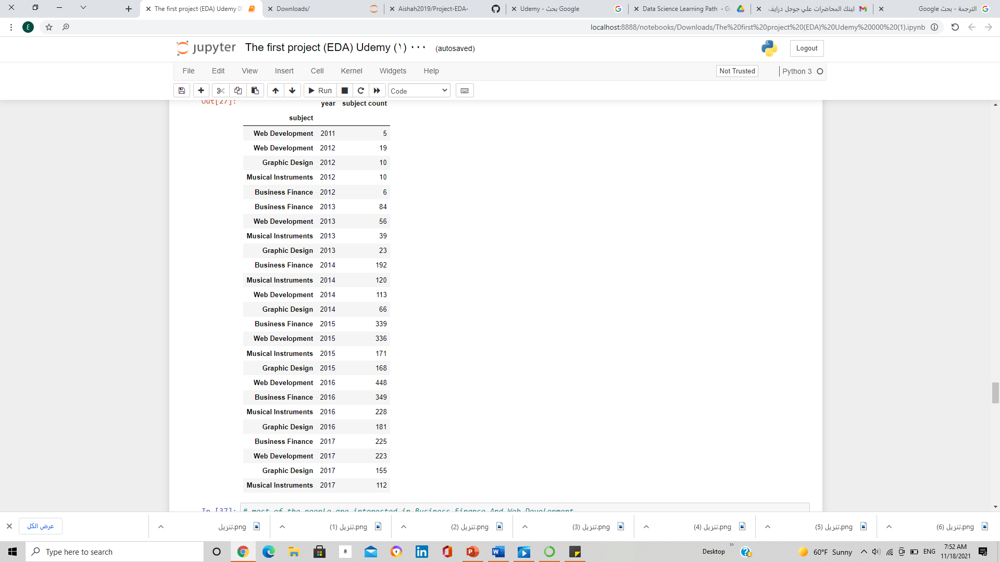 The first project (EDA) Udemy 00
Downloads/
Aishah2019/Project-EDA-
Udemy - بحث Google
Data Science Learning Path - Go
لينك المحاضرات علي جوجل درايف
الترجمة - بحث Google
ع
localhost:8888/notebooks/Downloads/The%20first%20project%20(EDA)%20Udemy%20000%20(1).ipynb
jupyter The first project (EDA) Udemy (١) ٠٠٠ (autosaved)
Logout
File Edit View Insert Cell Kernel Widgets Help
Not Trusted
Python 3
Run
Code
Out[27]:
year subject count
subject
Web Development 2011 5
Web Development 2012 19
Graphic Design 2012 10
Musical Instruments 2012 10
Business Finance 2012 6
Business Finance 2013 84
Web Development 2013 56
Musical Instruments 2013 39
Graphic Design 2013 23
Business Finance 2014 192
Musical Instruments 2014 120
Web Development 2014 113
Graphic Design 2014 66
Business Finance 2015 339
Web Development 2015 336
Musical Instruments 2015 171
Graphic Design 2015 168
Web Development 2016 448
Business Finance 2016 349
Musical Instruments 2016 228
Graphic Design 2016 181
Business Finance 2017 225
Web Development 2017 223
Graphic Design 2017 155
Musical Instruments 2017 112
In [37]: # most of the people are interested in Business Finance And Web Development
عرض الكل
تنزيل.png
تنزيل (1).png
تنزيل (2).png
تنزيل (3).png
تنزيل (4).png
تنزيل (5).png
تنزيل (6).png
Type here to search
a
Desktop
60°F Sunny
ENG
7:52 AM
11/18/2021